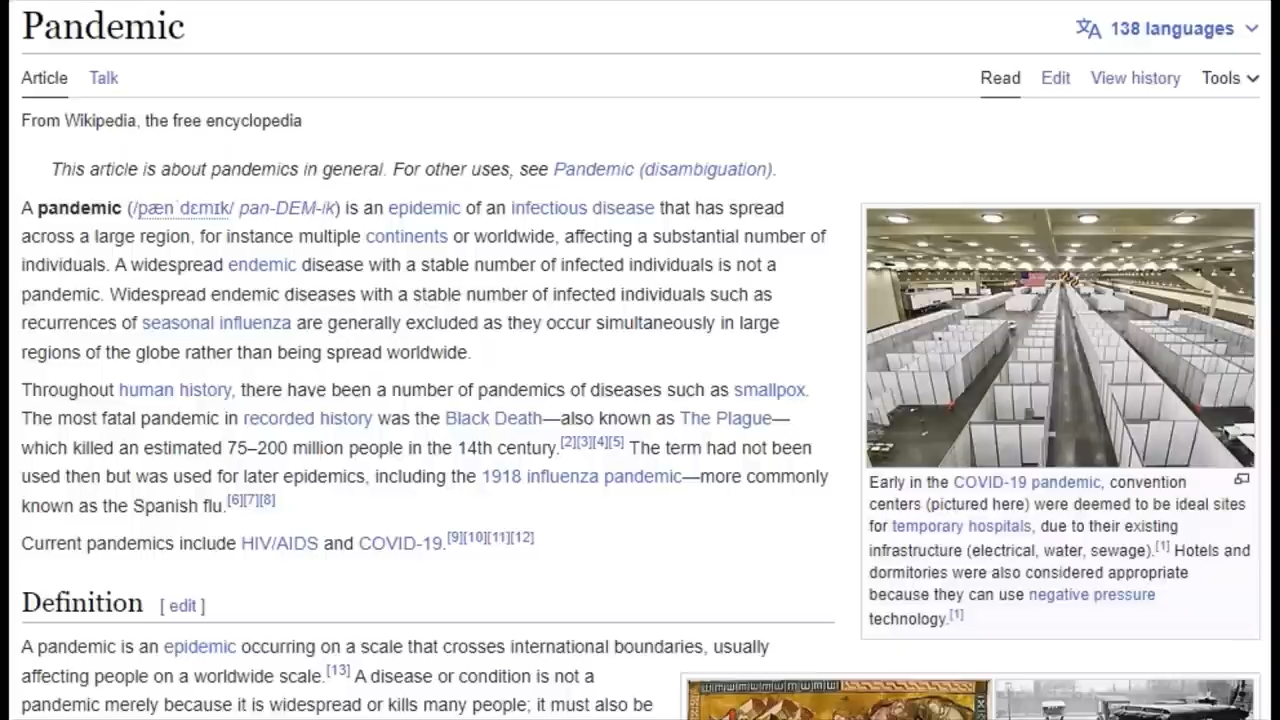 Pandemic
138 languages
Article Talk
Read Edit View history Tools
From Wikipedia, the free encyclopedia
This article is about pandemics in general. For other uses, see Pandemic (disambiguation).
A pandemic (/pænˈdɛmɪk/ pan-DEM-ik) is an epidemic of an infectious disease that has spread
across a large region, for instance multiple continents or worldwide, affecting a substantial number of
individuals. A widespread endemic disease with a stable number of infected individuals is not a
pandemic. Widespread endemic diseases with a stable number of infected individuals such as
recurrences of seasonal influenza are generally excluded as they occur simultaneously in large
regions of the globe rather than being spread worldwide.
Throughout human history, there have been a number of pandemics of diseases such as smallpox.
The most fatal pandemic in recorded history was the Black Death—also known as The Plague—
which killed an estimated 75–200 million people in the 14th century.[2][3][4][5] The term had not been
used then but was used for later epidemics, including the 1918 influenza pandemic—more commonly
known as the Spanish flu.[6][7][8]
Current pandemics include HIV/AIDS and COVID-19.[9][10][11][12]
Early in the COVID-19 pandemic, convention
centers (pictured here) were deemed to be ideal sites
for temporary hospitals, due to their existing
infrastructure (electrical, water, sewage).[1] Hotels and
dormitories were also considered appropriate
because they can use negative pressure
technology.[1]
Definition [ edit ]
A pandemic is an epidemic occurring on a scale that crosses international boundaries, usually
affecting people on a worldwide scale.[13] A disease or condition is not a
pandemic merely because it is widespread or kills many people; it must also be